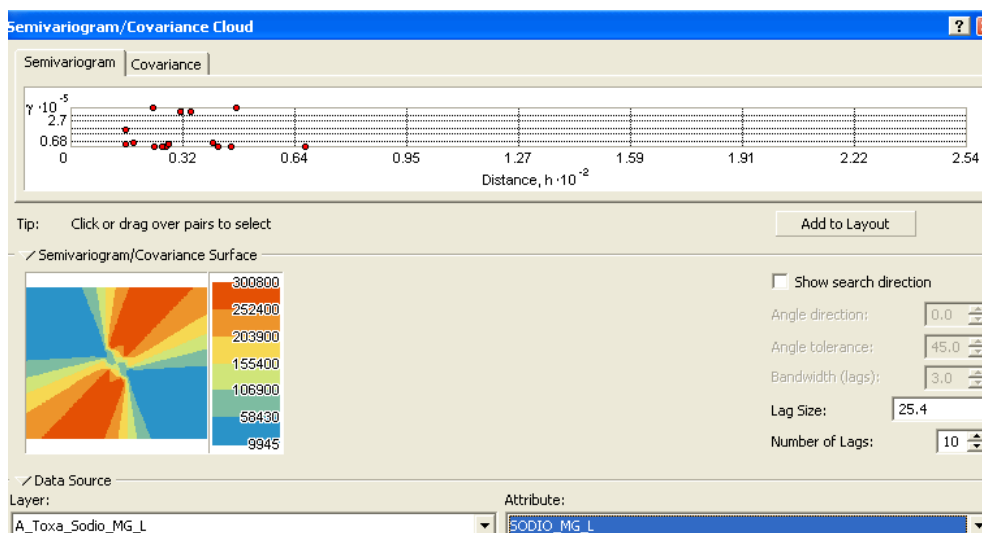 Semivariogram/Covariance Cloud
Semivariogram Covariance
γ ·10 -5
2.7
0.68
0 0.32 0.64 0.95 1.27 1.59 1.91 2.22 2.54
Distance, h ·10 -2
Tip: Click or drag over pairs to select Add to Layout
Semivariogram/Covariance Surface
300800
252400
203900
155400
106900
58430
9945
Show search direction
Angle direction: 0.0
Angle tolerance: 45.0
Bandwidth (lags): 3.0
Lag Size: 25.4
Number of Lags: 10
Data Source
Layer: Attribute:
A_Toxa_Sodio_MG_L SODIO_MG_L